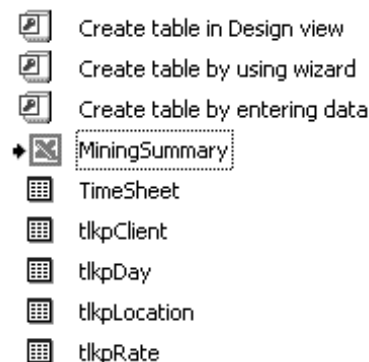 Create table in Design view
Create table by using wizard
Create table by entering data
MiningSummary
TimeSheet
tlkpClient
tlkpDay
tlkpLocation
tlkpRate